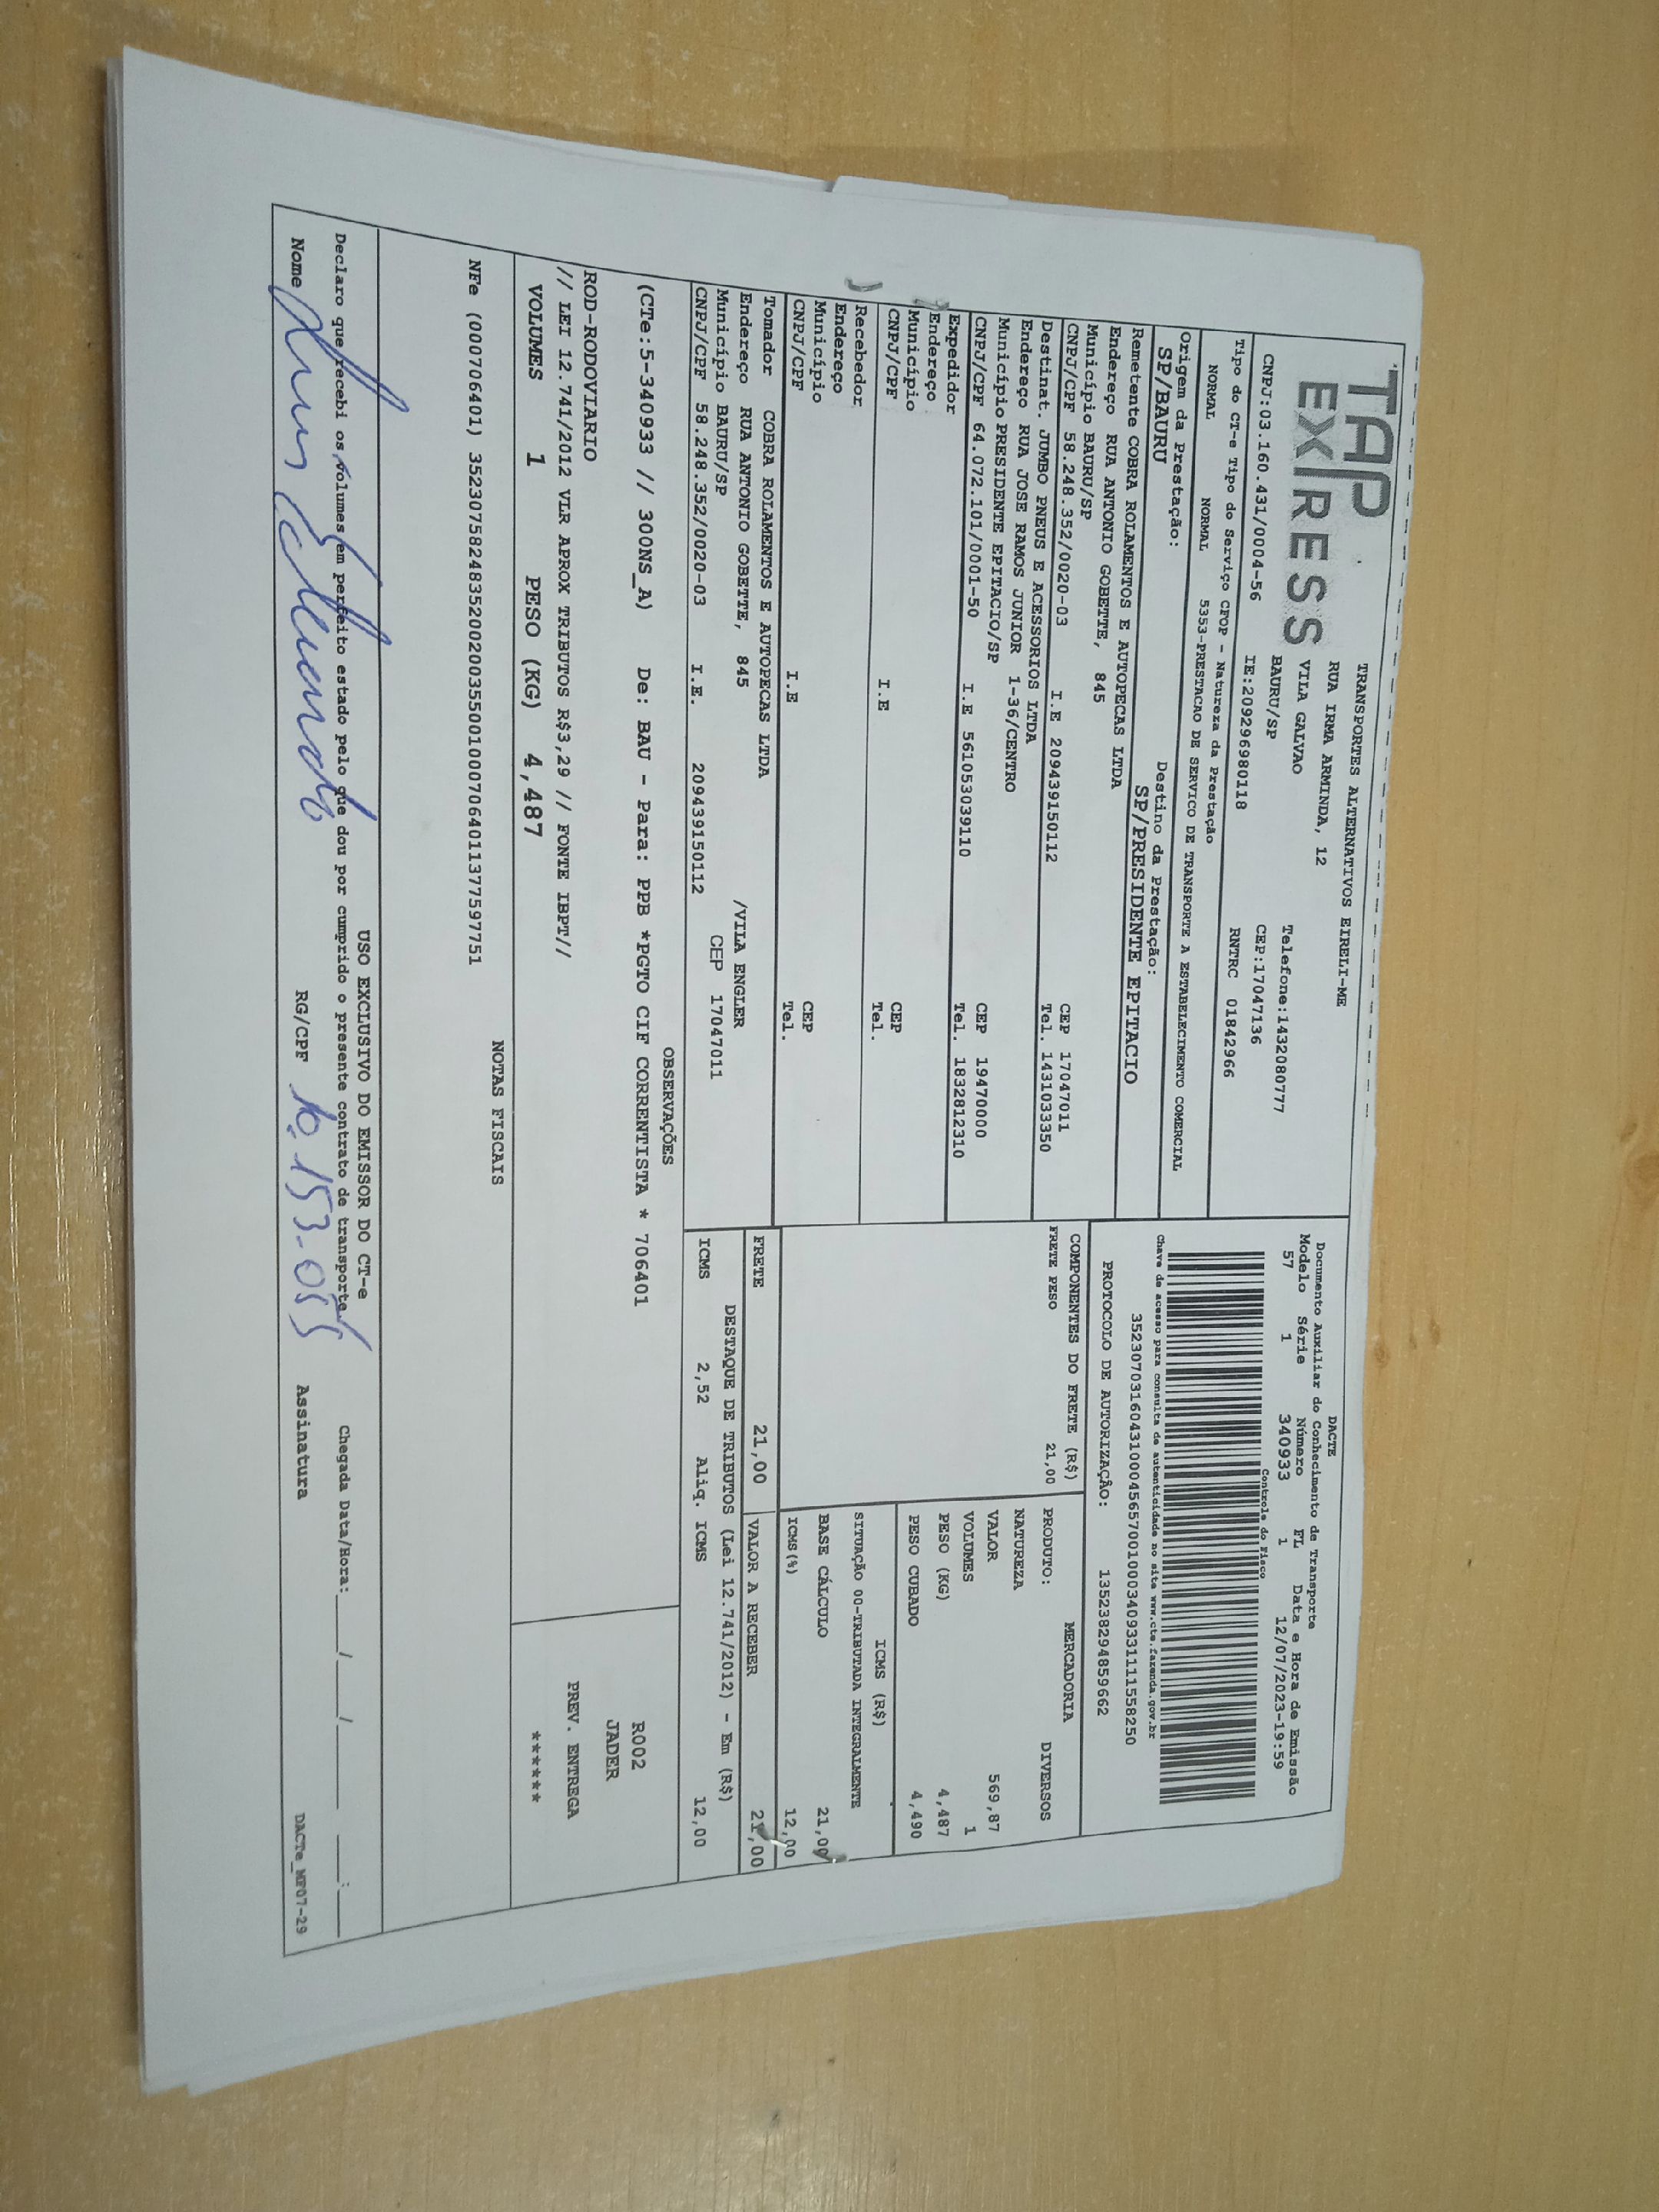 TAP
EXPRESS
TRANSPORTES ALTERNATIVOS EIRELI-ME
RUA IRMA ARMINDA, 12
VILA GALVAO Telefone:1432080777
BAURU/SP CEP:17047136
CNPJ:03.160.431/0004-56 IE:209296980118 RNTRC 01842966
Tipo do CT-e Tipo do Serviço CFOP - Natureza da Prestação
NORMAL NORMAL 5353-PRESTACAO DE SERVICO DE TRANSPORTE A ESTABELECIMENTO COMERCIAL
Origem da Prestação: Destino da Prestação:
SP/BAURU SP/PRESIDENTE EPITACIO
Remetente COBRA ROLAMENTOS E AUTOPECAS LTDA
Endereço RUA ANTONIO GOBETTE, 845
Município BAURU/SP CEP 17047011
CNPJ/CPF 58.248.352/0020-03 I.E 209439150112 Tel. 1431033350
Destinat. JUMBO PNEUS E ACESSORIOS LTDA
Endereço RUA JOSE RAMOS JUNIOR 1-36/CENTRO
Município PRESIDENTE EPITACIO/SP CEP 19470000
CNPJ/CPF 64.072.101/0001-50 I.E 561053039110 Tel. 1832812310
Expedidor
Endereço
Município CEP
CNPJ/CPF I.E Tel.
Recebedor
Endereço
Município CEP
CNPJ/CPF I.E Tel.
Tomador COBRA ROLAMENTOS E AUTOPECAS LTDA
Endereço RUA ANTONIO GOBETTE, 845 /VILA ENGLER
Município BAURU/SP CEP 17047011
CNPJ/CPF 58.248.352/0020-03 I.E. 209439150112
DACTE
Documento Auxiliar do Conhecimento de Transporte
Modelo Série Número FL Data e Hora de Emissão
57 1 340933 1 12/07/2023-19:59
Controle do Fisco
Chave de acesso para consulta de autenticidade no site www.cte.fazenda.gov.br
35230703160431000456570010003409331111558250
PROTOCOLO DE AUTORIZAÇÃO: 135238294859662
COMPONENTES DO FRETE (R$)
FRETE PESO 21,00
MERCADORIA
PRODUTO: DIVERSOS
NATUREZA
VALOR 569,87
VOLUMES 1
PESO (KG) 4,487
PESO CUBADO 4,490
ICMS (R$)
SITUAÇÃO 00-TRIBUTADA INTEGRALMENTE
BASE CÁLCULO 21,00
ICMS(%) 12,00
FRETE 21,00 VALOR A RECEBER 21,00
DESTAQUE DE TRIBUTOS (Lei 12.741/2012) - Em (R$)
ICMS 2,52 Aliq. ICMS 12,00
OBSERVAÇÕES
(CTe:5-340933 // 300NS_A) De: BAU - Para: PPB *PGTO CIF CORRENTISTA * 706401
ROD-RODOVIARIO
// LEI 12.741/2012 VLR APROX TRIBUTOS R$3,29 // FONTE IBPT//
R002
JADER
PREV. ENTREGA
******
VOLUMES 1 PESO (KG) 4,487
NOTAS FISCAIS
NFe (000706401) 35230758248352002003550010007064011377597751
USO EXCLUSIVO DO EMISSOR DO CT-e
Declaro que recebi os volumes em perfeito estado pelo que dou por cumprido o presente contrato de transporte. Chegada Data/Hora:____/____/____ ____:____
Nome RG/CPF 10.153.055 Assinatura
DACTe_MF07-29